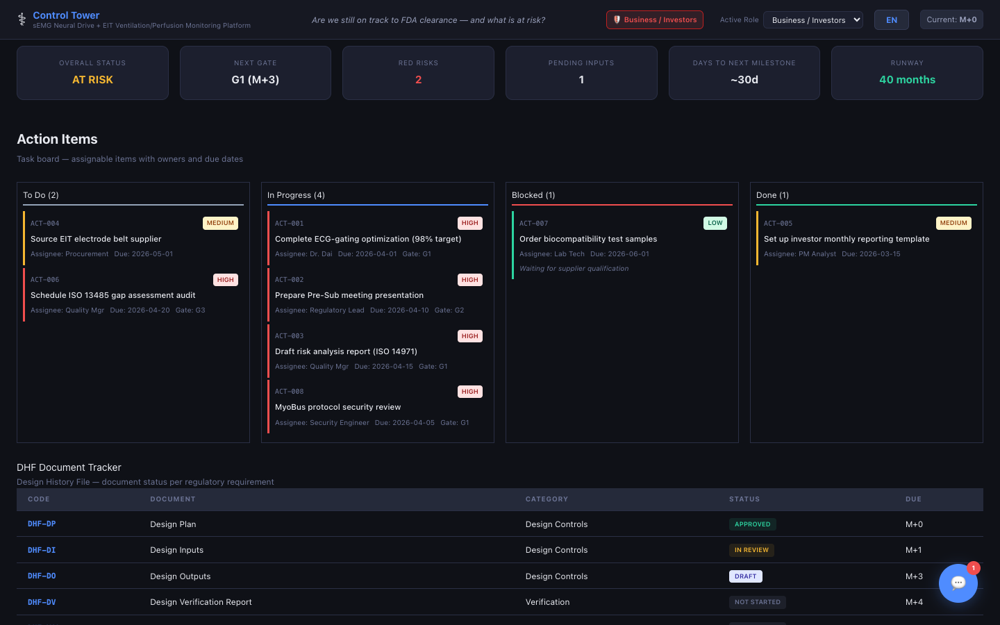 Control Tower
sEMG Neural Drive + EIT Ventilation/Perfusion Monitoring Platform
Are we still on track to FDA clearance — and what is at risk?
Business / Investors
Active Role
Business / Investors
EN
Current: M+0
OVERALL STATUS
AT RISK
NEXT GATE
G1 (M+3)
RED RISKS
2
PENDING INPUTS
1
DAYS TO NEXT MILESTONE
~30d
RUNWAY
40 months
Action Items
Task board — assignable items with owners and due dates
To Do (2)
ACT-004
MEDIUM
Source EIT electrode belt supplier
Assignee: Procurement Due: 2026-05-01
ACT-006
HIGH
Schedule ISO 13485 gap assessment audit
Assignee: Quality Mgr Due: 2026-04-20 Gate: G3
In Progress (4)
ACT-001
HIGH
Complete ECG-gating optimization (98% target)
Assignee: Dr. Dai Due: 2026-04-01 Gate: G1
ACT-002
HIGH
Prepare Pre-Sub meeting presentation
Assignee: Regulatory Lead Due: 2026-04-10 Gate: G2
ACT-003
HIGH
Draft risk analysis report (ISO 14971)
Assignee: Quality Mgr Due: 2026-04-15 Gate: G1
ACT-008
HIGH
MyoBus protocol security review
Assignee: Security Engineer Due: 2026-04-05 Gate: G1
Blocked (1)
ACT-007
LOW
Order biocompatibility test samples
Assignee: Lab Tech Due: 2026-06-01
Waiting for supplier qualification
Done (1)
ACT-005
MEDIUM
Set up investor monthly reporting template
Assignee: PM Analyst Due: 2026-03-15
DHF Document Tracker
Design History File — document status per regulatory requirement
CODE DOCUMENT CATEGORY STATUS DUE
DHF-DP Design Plan Design Controls APPROVED M+0
DHF-DI Design Inputs Design Controls IN REVIEW M+1
DHF-DO Design Outputs Design Controls DRAFT M+3
DHF-DV Design Verification Report Verification NOT STARTED M+4
1